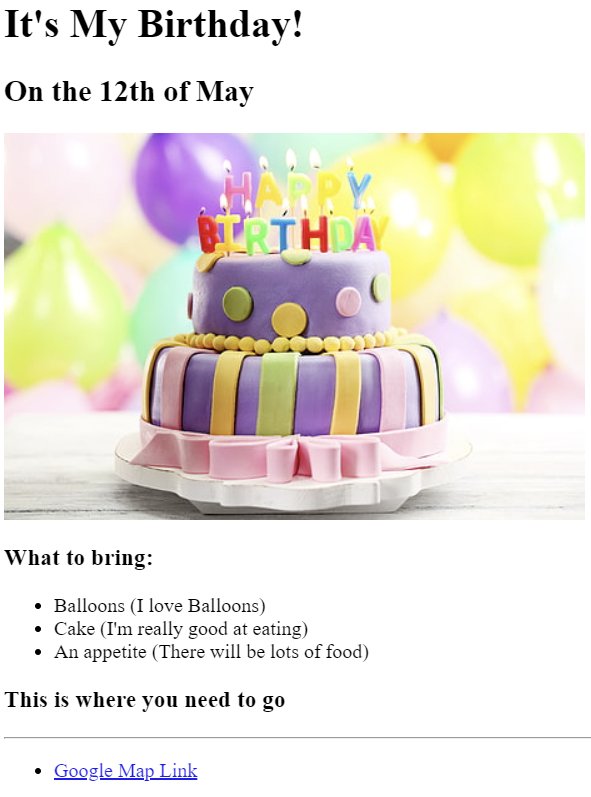 It's My Birthday!
On the 12th of May
HAPPY
BIRTHDAY
What to bring:
Balloons (I love Balloons)
Cake (I'm really good at eating)
An appetite (There will be lots of food)
This is where you need to go
Google Map Link